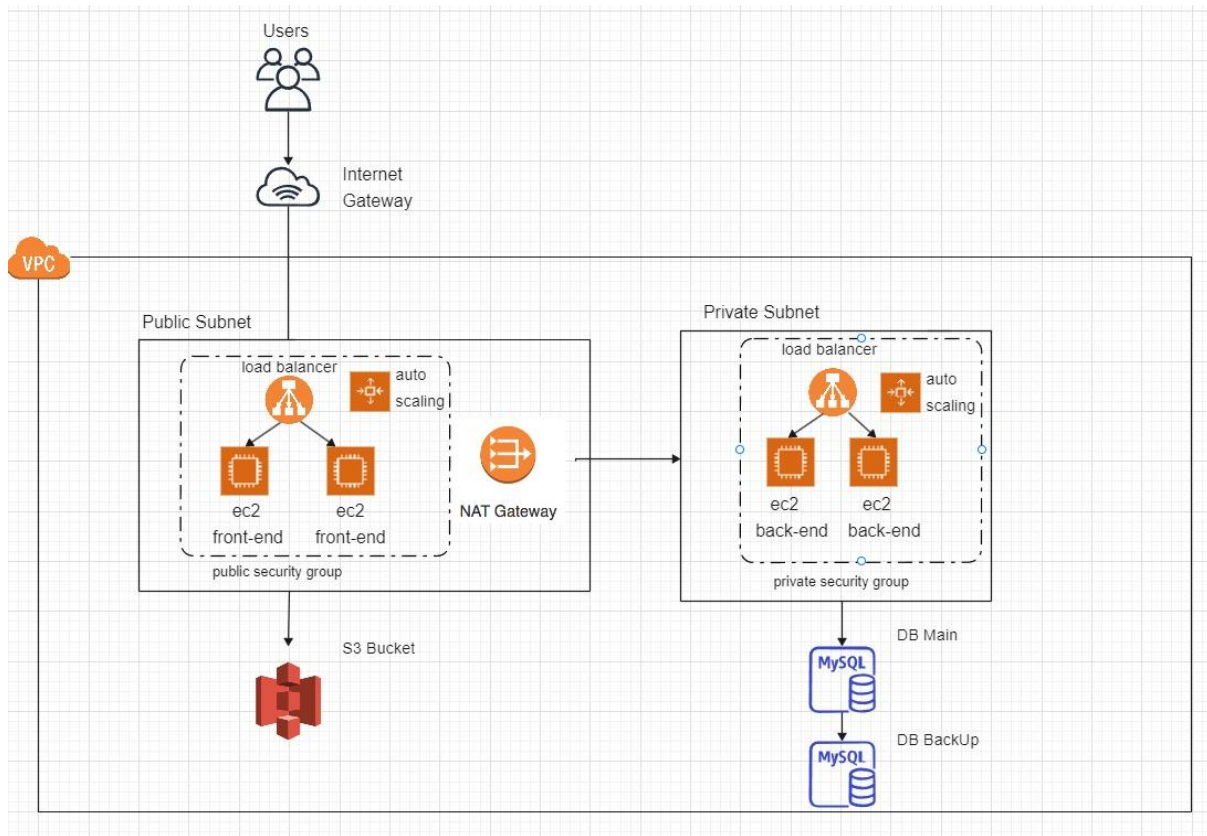 Users
Internet
Gateway
VPC
Public Subnet
Private Subnet
load balancer
auto
scaling
ec2
front-end
ec2
front-end
NAT Gateway
public security group
load balancer
auto
scaling
ec2
back-end
ec2
back-end
private security group
S3 Bucket
DB Main
MySQL
DB BackUp
MySQL